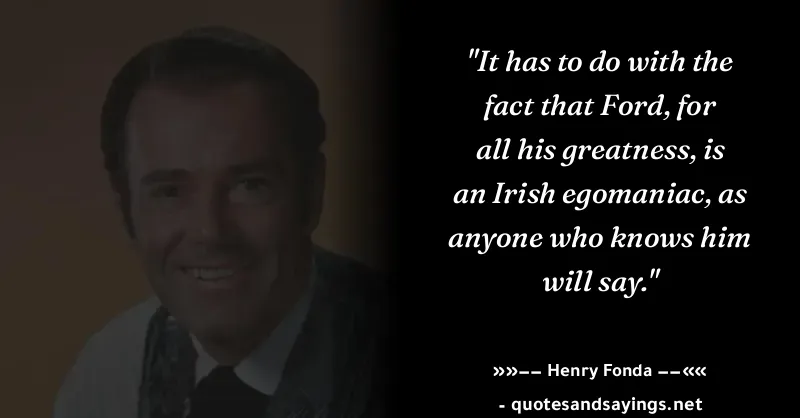 "It has to do with the
fact that Ford, for
all his greatness, is
an Irish egomaniac, as
anyone who knows him
will say."
»»−− Henry Fonda −−««
- quotesandsayings.net